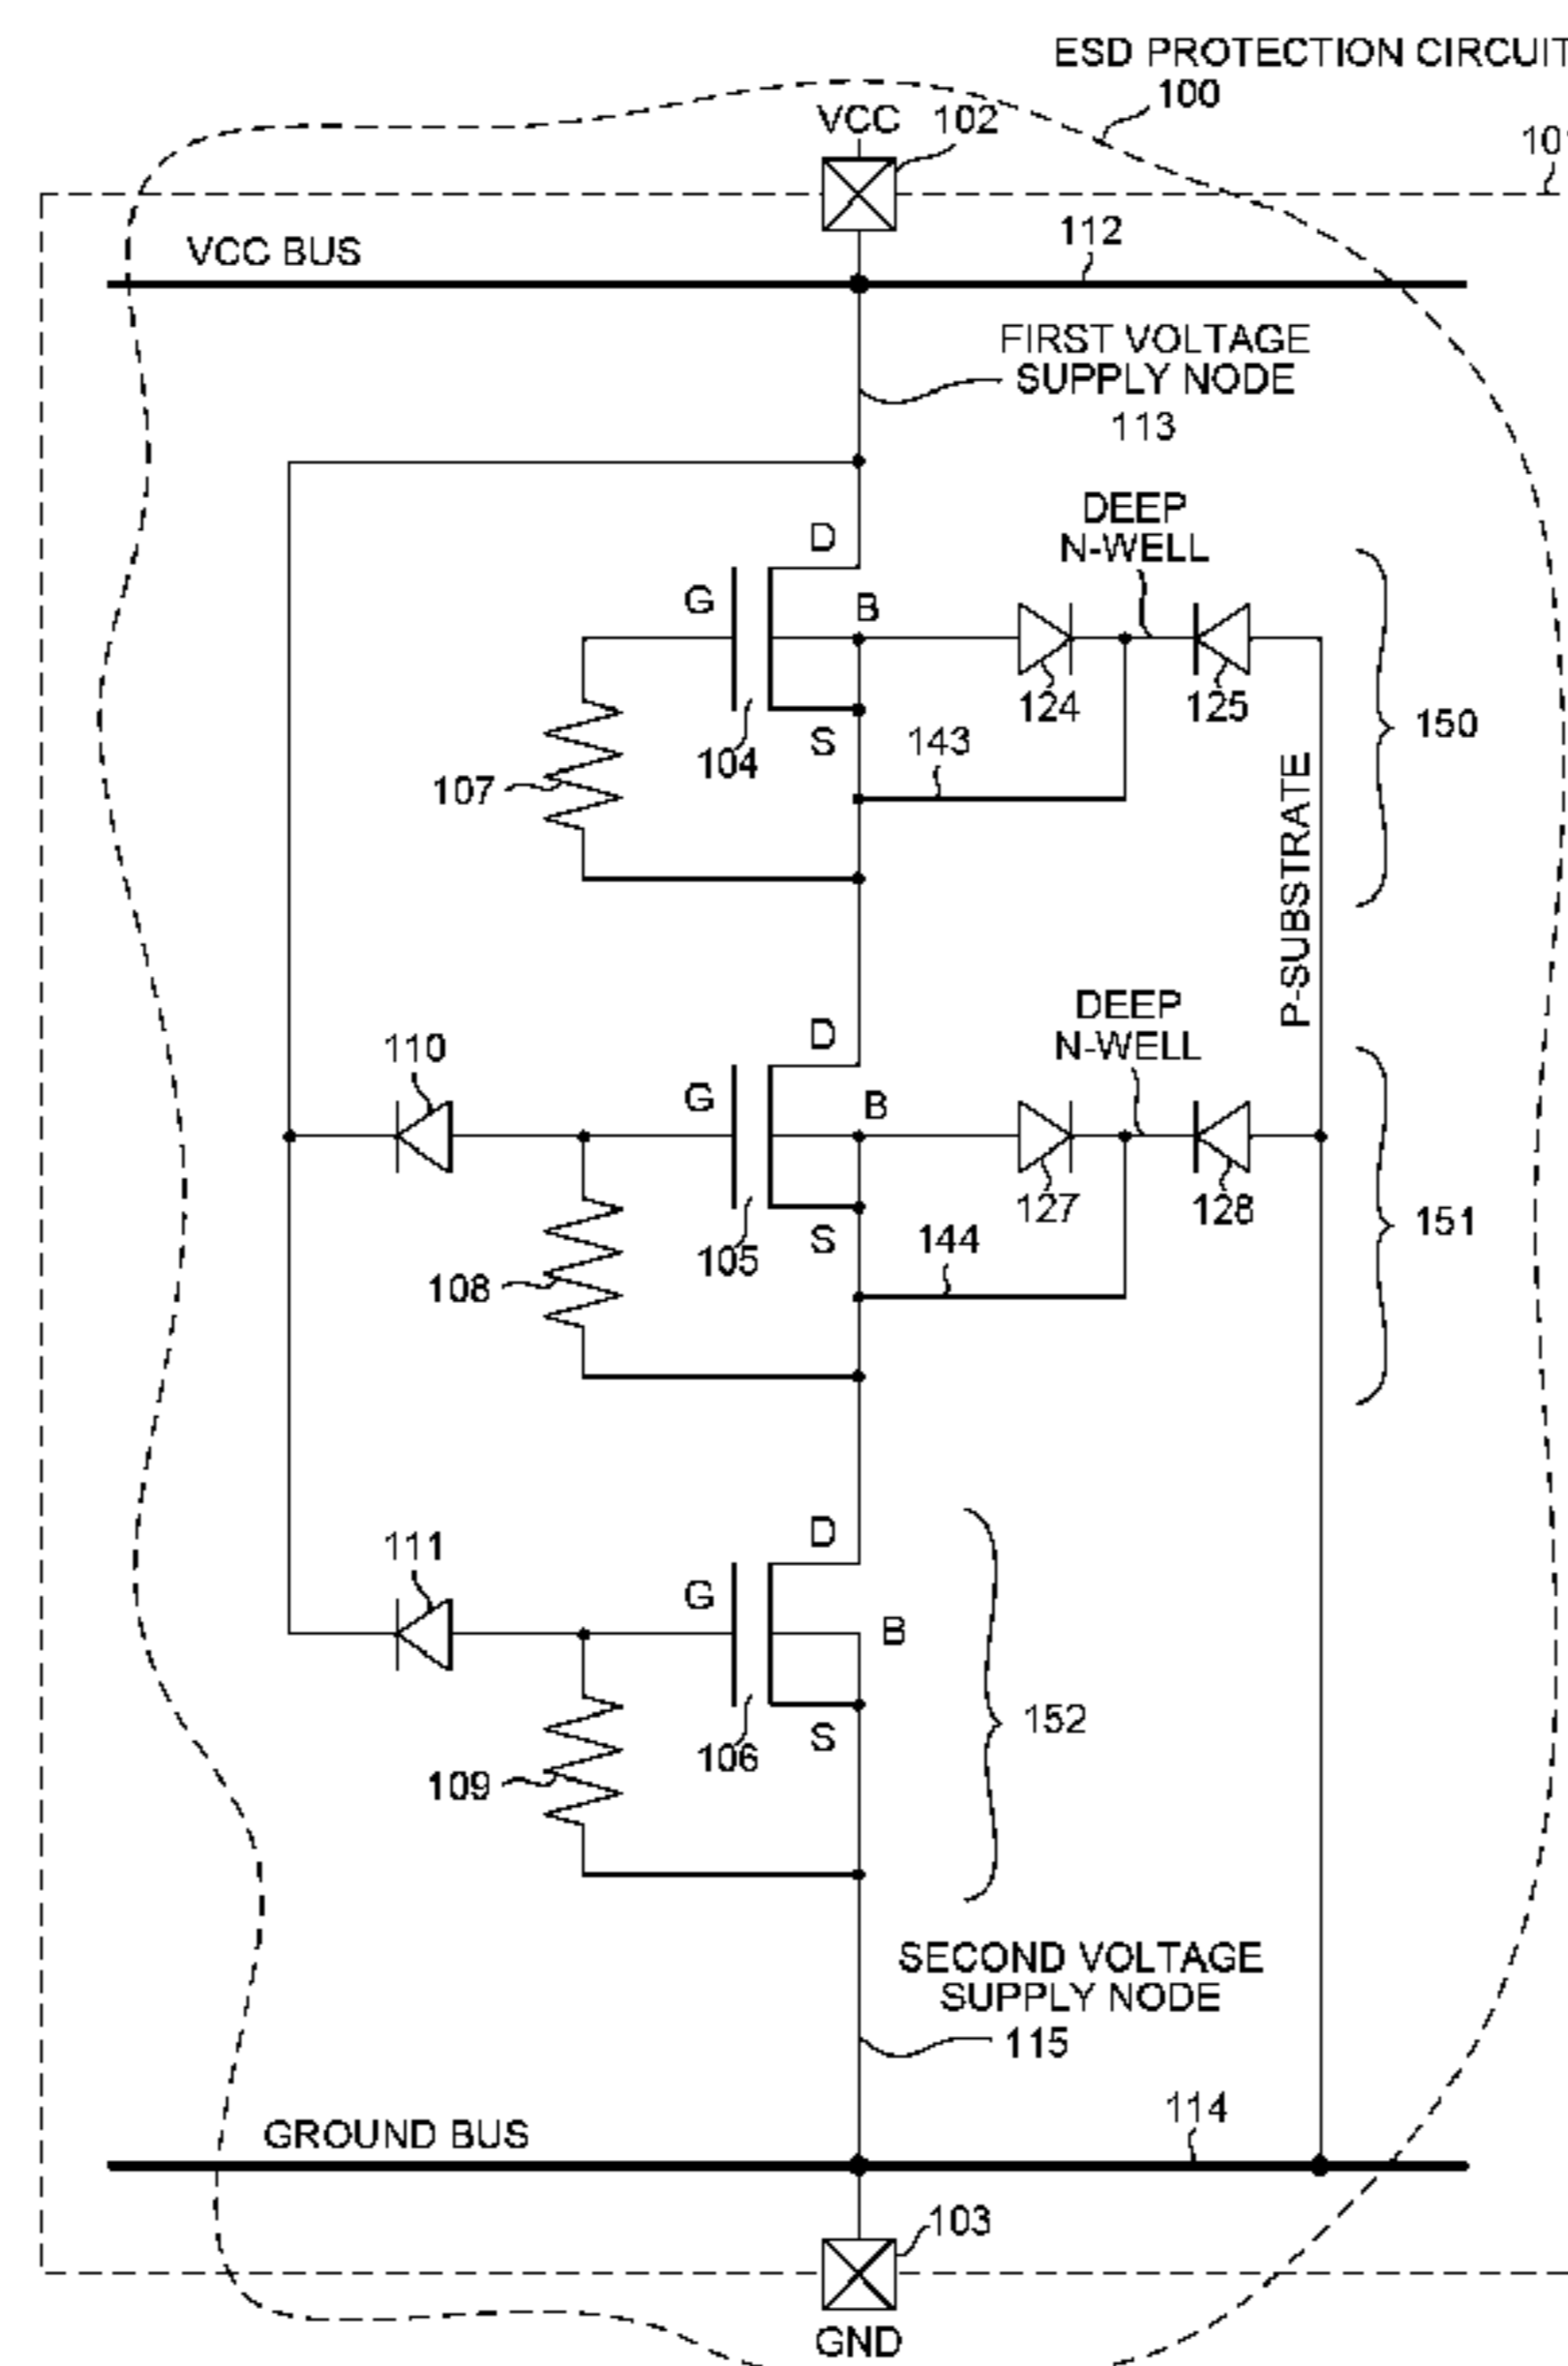 ESD PROTECTION CIRCUIT
100
VCC 102
10
VCC BUS
112
FIRST VOLTAGE
SUPPLY NODE
113
DEEP
N-WELL
D
G
B
124
125
150
S
104
143
107
P-SUBSTRATE
DEEP
N-WELL
D
110
G
B
127
128
151
S
105
144
108
D
111
G
B
152
S
106
109
SECOND VOLTAGE
SUPPLY NODE
115
GROUND BUS
114
103
GND